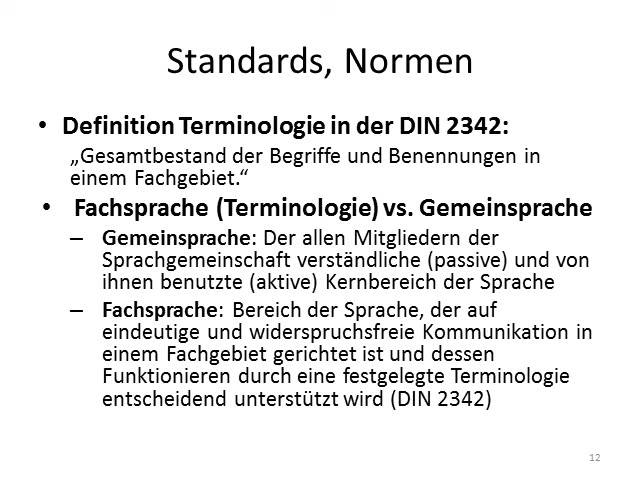 Standards, Normen
• Definition Terminologie in der DIN 2342:
„Gesamtbestand der Begriffe und Benennungen in
einem Fachgebiet.“
• Fachsprache (Terminologie) vs. Gemeinsprache
– Gemeinsprache: Der allen Mitgliedern der
Sprachgemeinschaft verständliche (passive) und von
ihnen benutzte (aktive) Kernbereich der Sprache
– Fachsprache: Bereich der Sprache, der auf
eindeutige und widerspruchsfreie Kommunikation in
einem Fachgebiet gerichtet ist und dessen
Funktionieren durch eine festgelegte Terminologie
entscheidend unterstützt wird (DIN 2342)
12